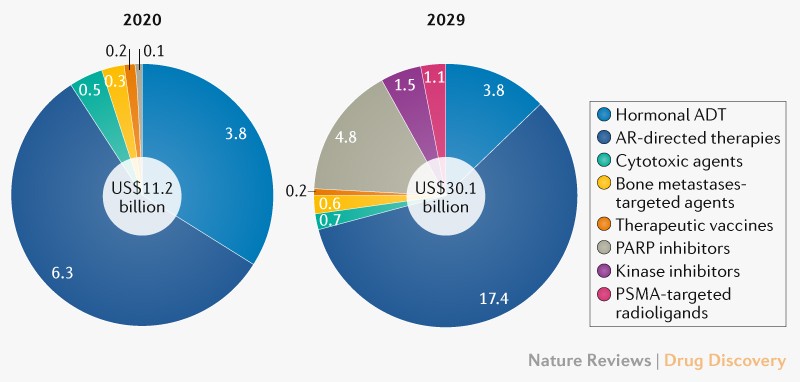 2020
2029
0.2
0.1
0.5
0.3
3.8
6.3
US$11.2
billion
1.5
1.1
3.8
4.8
0.2
0.6
0.7
17.4
US$30.1
billion
Hormonal ADT
AR-directed therapies
Cytotoxic agents
Bone metastases-
targeted agents
Therapeutic vaccines
PARP inhibitors
Kinase inhibitors
PSMA-targeted
radioligands
Nature Reviews | Drug Discovery